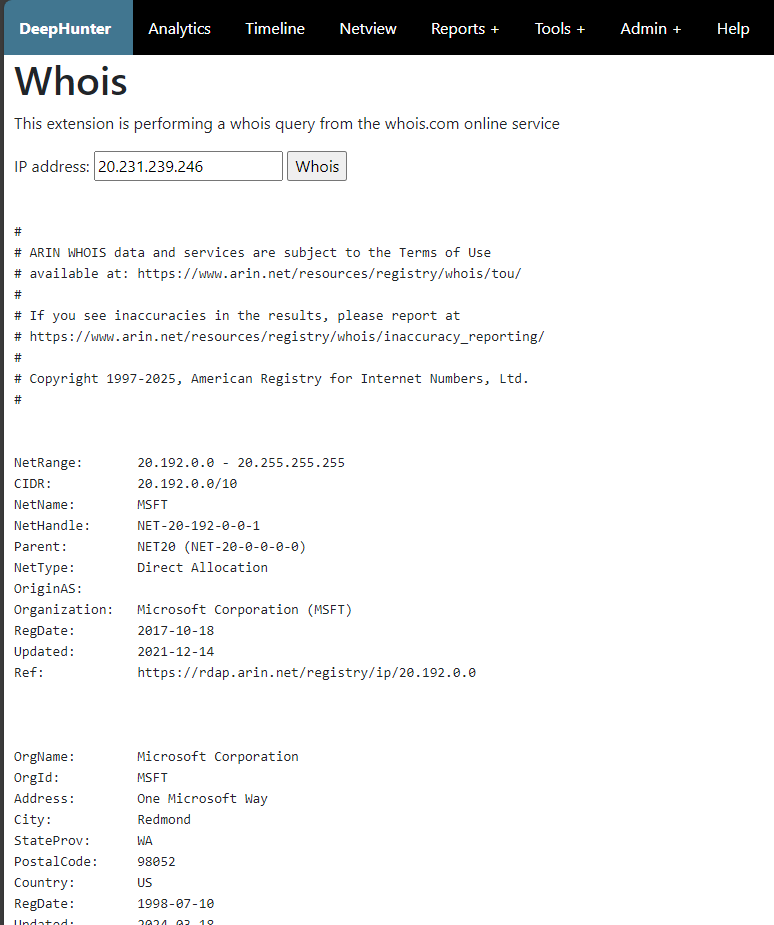 DeepHunter Analytics Timeline Netview Reports + Tools + Admin + Help
Whois
This extension is performing a whois query from the whois.com online service
IP address: 20.231.239.246 Whois
#
# ARIN WHOIS data and services are subject to the Terms of Use
# available at: https://www.arin.net/resources/registry/whois/tou/
#
# If you see inaccuracies in the results, please report at
# https://www.arin.net/resources/registry/whois/inaccuracy_reporting/
#
# Copyright 1997-2025, American Registry for Internet Numbers, Ltd.
#
NetRange: 20.192.0.0 - 20.255.255.255
CIDR: 20.192.0.0/10
NetName: MSFT
NetHandle: NET-20-192-0-0-1
Parent: NET20 (NET-20-0-0-0-0)
NetType: Direct Allocation
OriginAS:
Organization: Microsoft Corporation (MSFT)
RegDate: 2017-10-18
Updated: 2021-12-14
Ref: https://rdap.arin.net/registry/ip/20.192.0.0
OrgName: Microsoft Corporation
OrgId: MSFT
Address: One Microsoft Way
City: Redmond
StateProv: WA
PostalCode: 98052
Country: US
RegDate: 1998-07-10
Updated: 2024-03-18